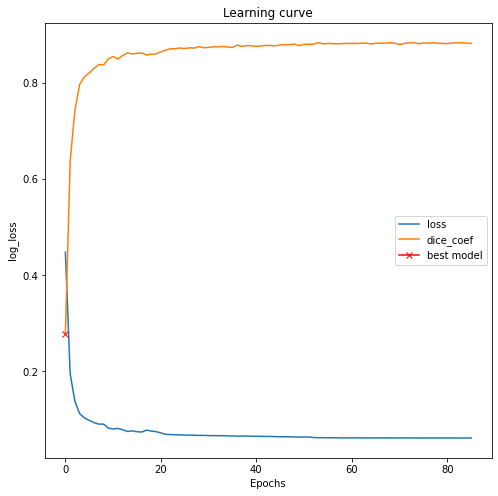 Learning curve
0.8
0.6
0.4
0.2
log_loss
loss
dice_coef
best model
0 20 40 60 80
Epochs